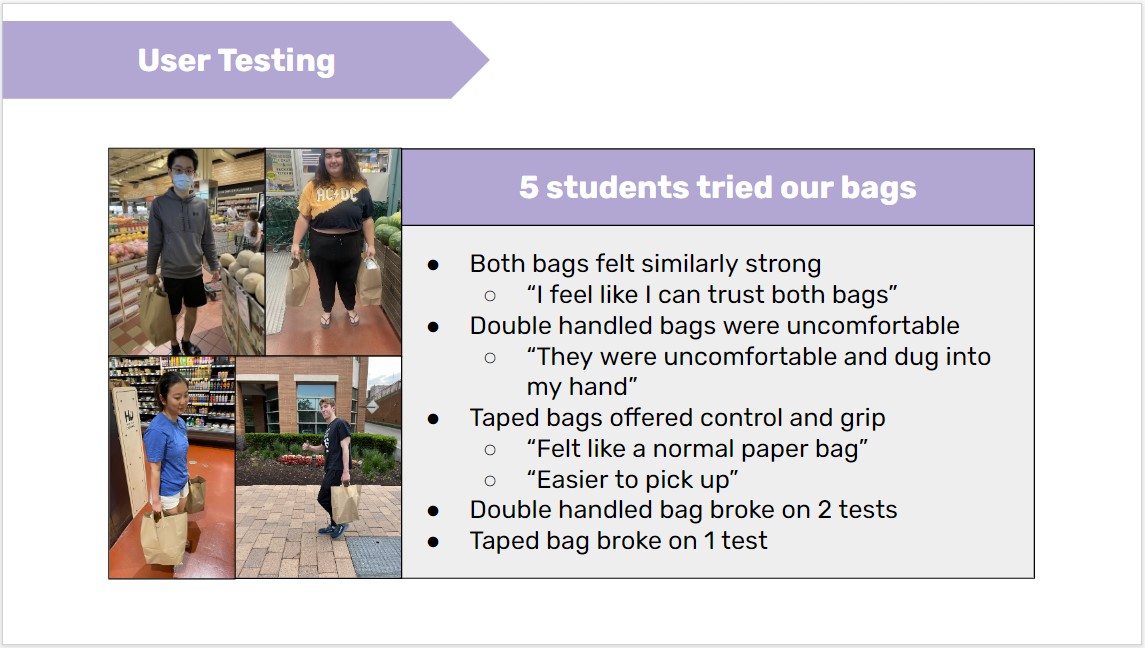 User Testing
AC/DC
5 students tried our bags
● Both bags felt similarly strong
○ “I feel like I can trust both bags”
● Double handled bags were uncomfortable
○ “They were uncomfortable and dug into
my hand”
● Taped bags offered control and grip
○ “Felt like a normal paper bag”
○ “Easier to pick up”
● Double handled bag broke on 2 tests
● Taped bag broke on 1 test